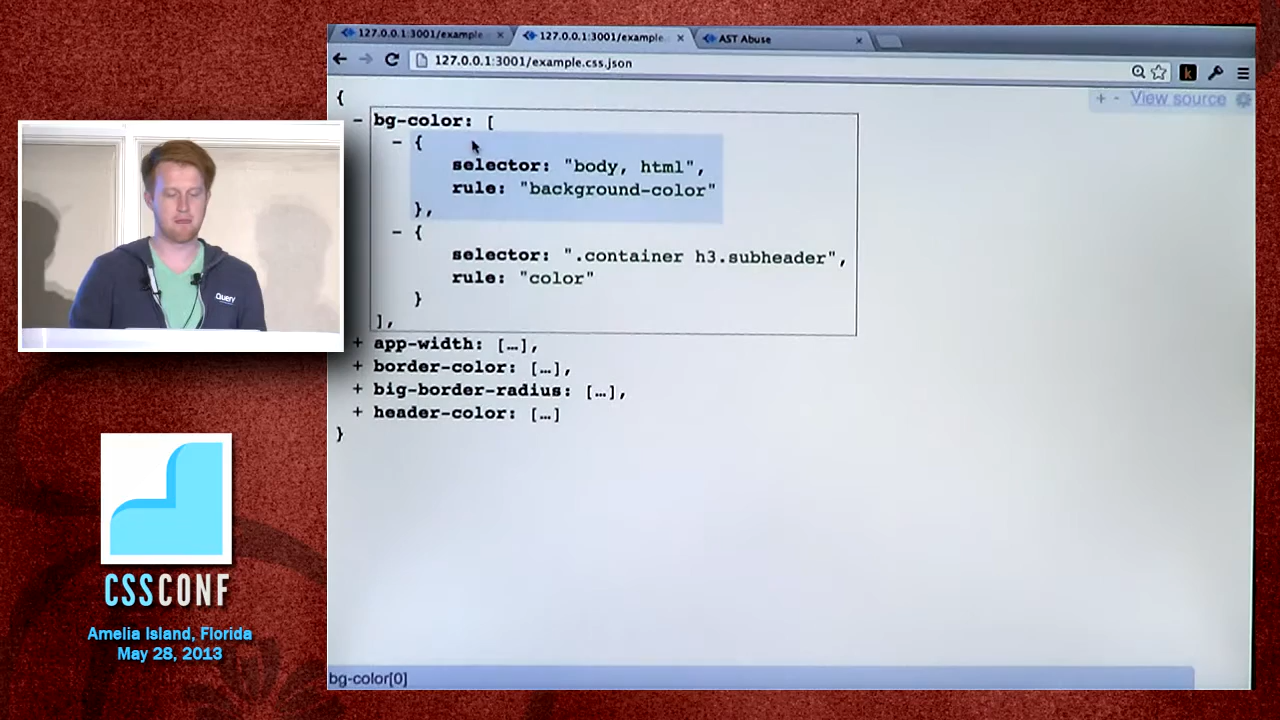 127.0.0.1:3001/example × 127.0.0.1:3001/example × AST Abuse ×
127.0.0.1:3001/example.css.json
{
+ - View source
- bg-color: [
- {
selector: "body, html",
rule: "background-color"
},
- {
selector: ".container h3.subheader",
rule: "color"
}
],
+ app-width: […],
+ border-color: […],
+ big-border-radius: […],
+ header-color: […]
}
bg-color[0]
jQuery
CSSCONF
Amelia Island, Florida
May 28, 2013